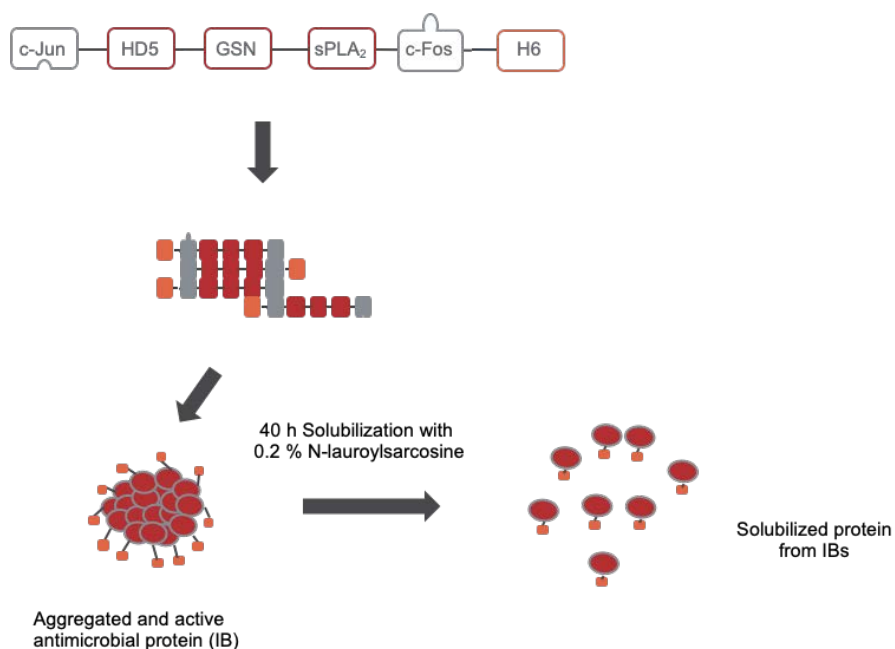 c-Jun HD5 GSN sPLA₂ c-Fos H6
40 h Solubilization with
0.2 % N-lauroylsarcosine
Solubilized protein
from IBs
Aggregated and active
antimicrobial protein (IB)